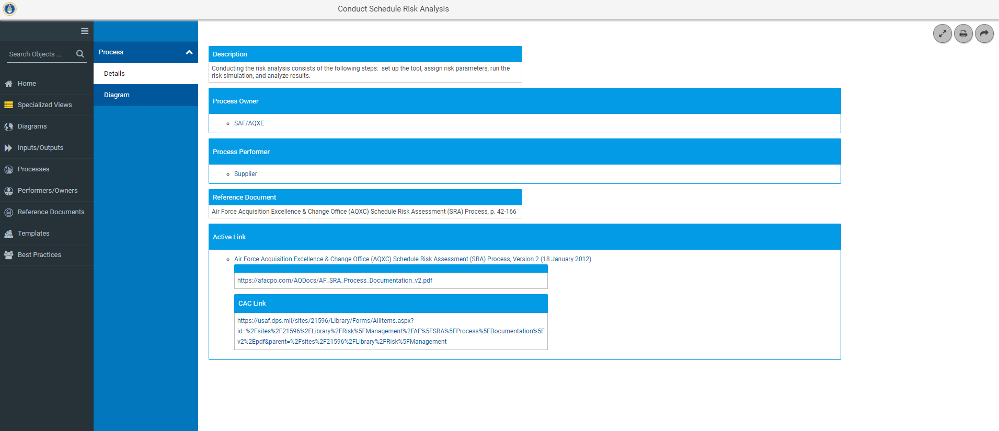 Conduct Schedule Risk Analysis
Search Objects ...
Home
Specialized Views
Diagrams
Inputs/Outputs
Processes
Performers/Owners
Reference Documents
Templates
Best Practices
Process
Details
Diagram
Description
Conducting the risk analysis consists of the following steps:  set up the tool, assign risk parameters, run the
risk simulation, and analyze results.
Process Owner
SAF/AQXE
Process Performer
Supplier
Reference Document
Air Force Acquisition Excellence & Change Office (AQXC) Schedule Risk Assessment (SRA) Process, p. 42-166
Active Link
Air Force Acquisition Excellence & Change Office (AQXC) Schedule Risk Assessment (SRA) Process, Version 2 (18 January 2012)
https://afacpo.com/AQDocs/AF_SRA_Process_Documentation_v2.pdf
CAC Link
https://usaf.dps.mil/sites/21596/Library/Forms/AllItems.aspx?
id=%2Fsites%2F21596%2FLibrary%2FRisk%5FManagement%2FAF%5FSRA%5FProcess%5FDocumentation%5F
v2%2Epdf&parent=%2Fsites%2F21596%2FLibrary%2FRisk%5FManagement